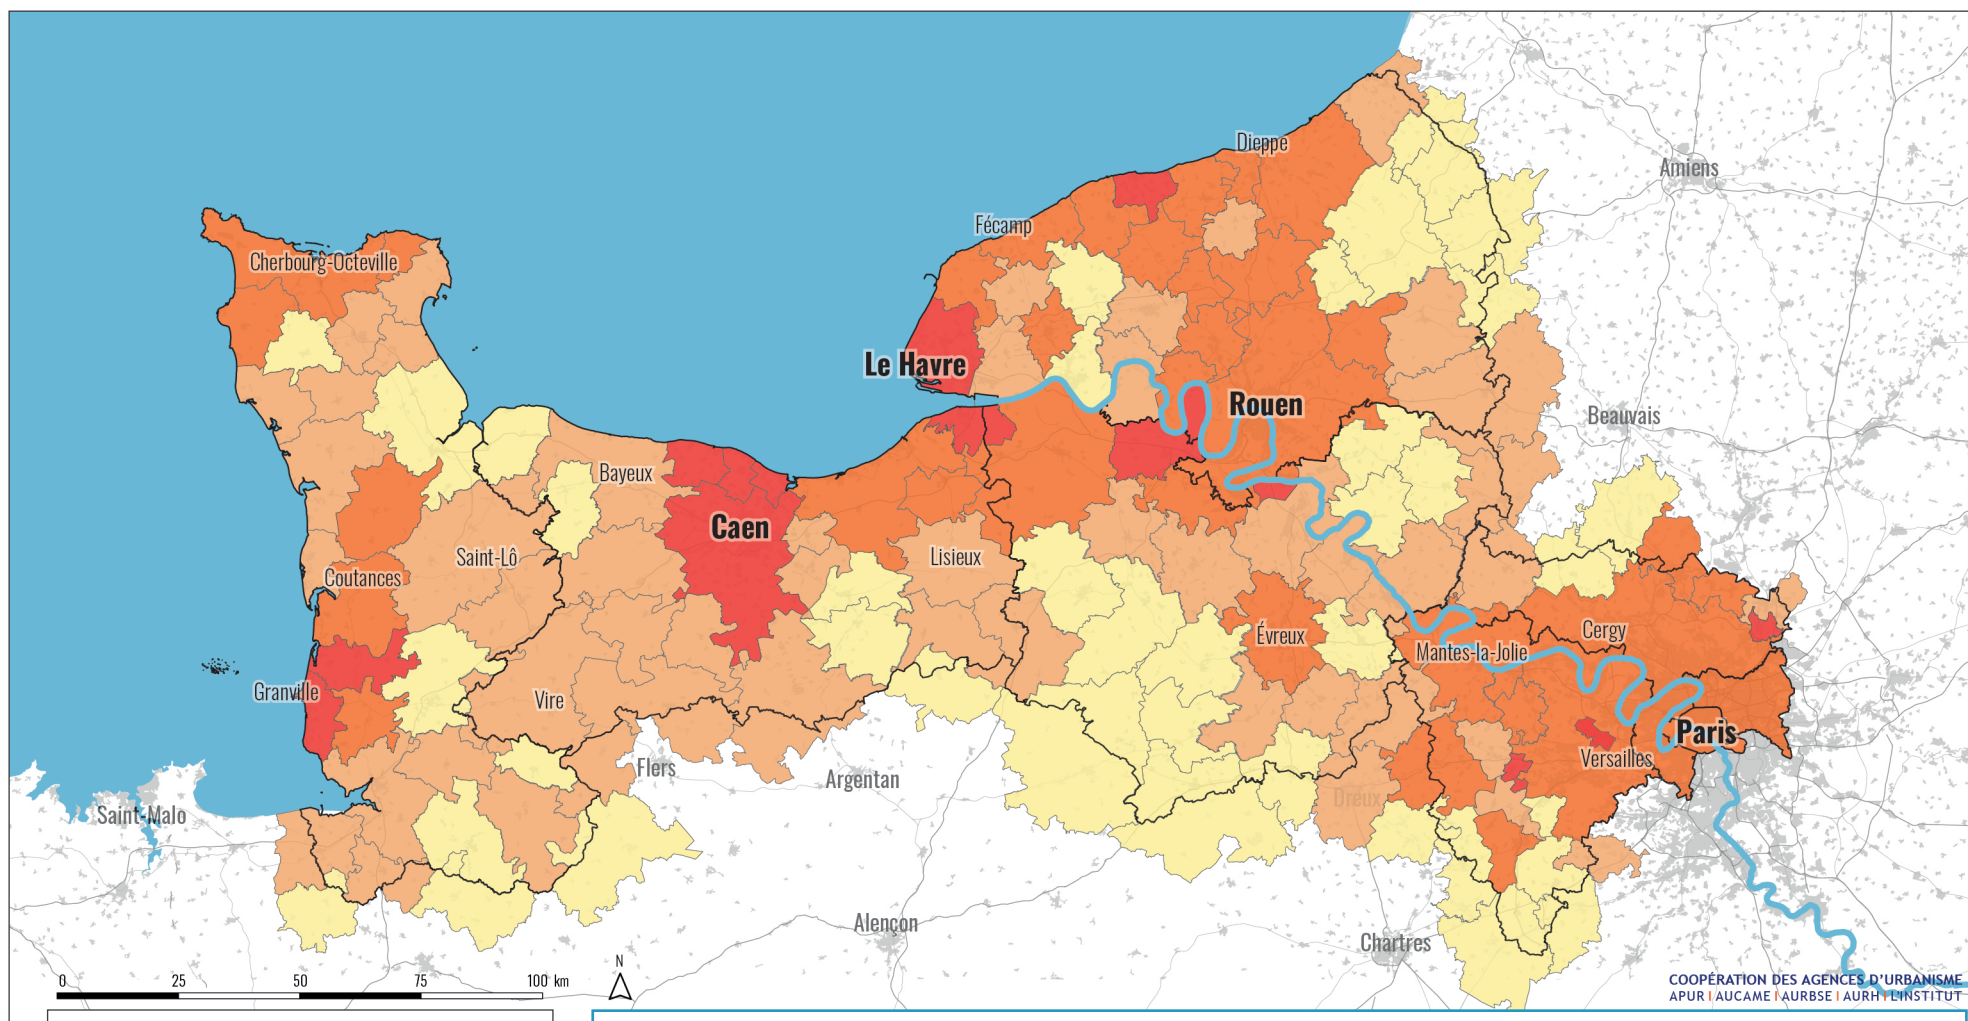 Dieppe
Amiens
Fécamp
Cherbourg-Octeville
Le Havre
Rouen
Beauvais
Bayeux
Caen
Saint-Lô
Lisieux
Coutances
Évreux
Cergy
Mantes-la-Jolie
Granville
Vire
Paris
Versailles
Flers
Argentan
Dreux
Saint-Malo
Alençon
Chartres
N
0 25 50 75 100 km
COOPÉRATION DES AGENCES D'URBANISME
APUR | AUCAME | AURBSE | AURH | L'INSTITUT